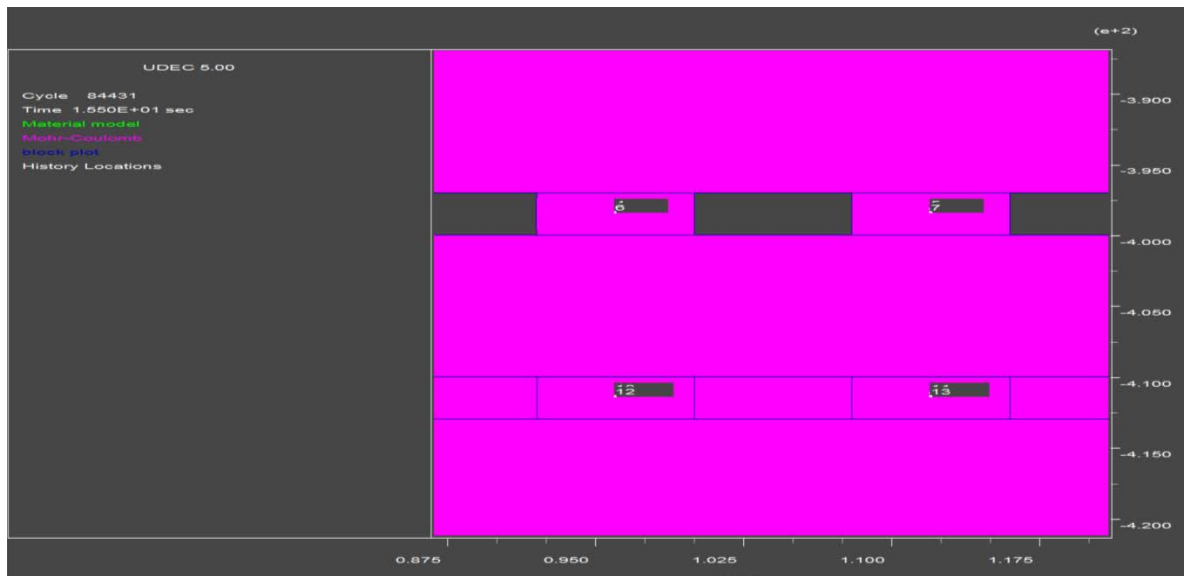 (e+2)
UDEC 5.00
Cycle 84431
Time 1.550E+01 sec
Material model
Mohr-Coulomb
block plot
History Locations
-3.900
-3.950
6
7
-4.000
-4.050
-4.100
12
13
-4.150
-4.200
0.875
0.950
1.025
1.100
1.175